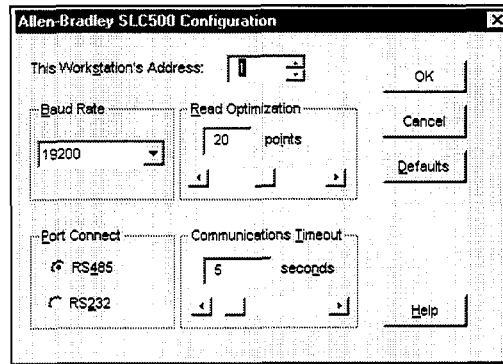 Allen-Bradley SLC500 Configuration
This Workstation's Address: 1
OK
Baud Rate
Read Optimization
Cancel
19200
20 points
Defaults
Port Connect
Communications Timeout
RS485
5 seconds
RS232
Help